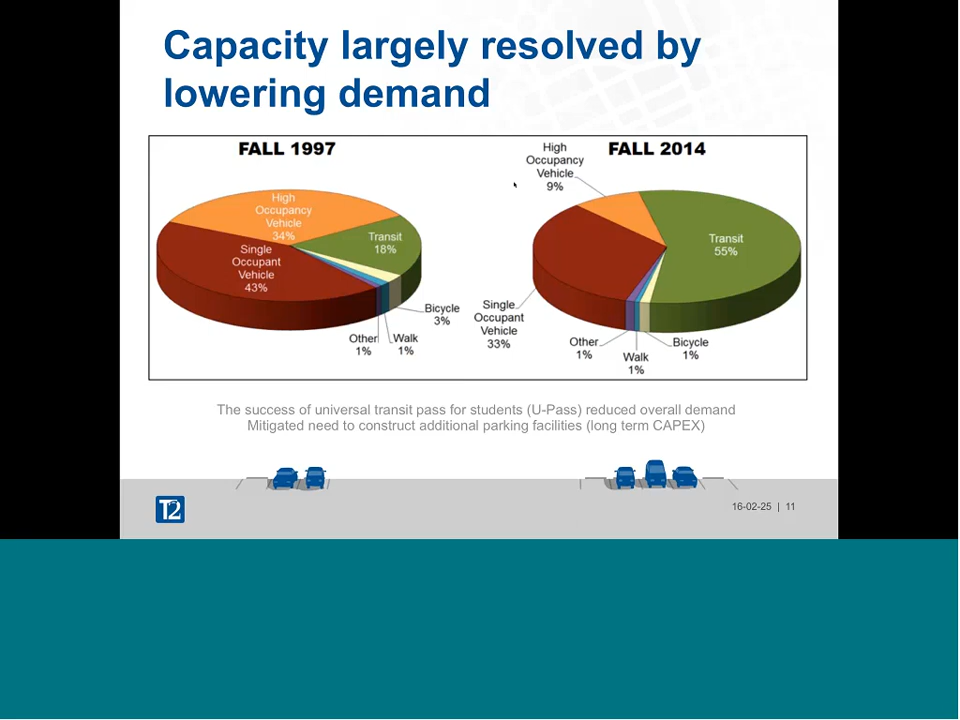 Capacity largely resolved by
lowering demand
FALL 1997
High
Occupancy
Vehicle
34%
Transit
18%
Single
Occupant
Vehicle
43%
Bicycle
3%
Other
1%
Walk
1%
FALL 2014
High
Occupancy
Vehicle
9%
Transit
55%
Single
Occupant
Vehicle
33%
Other
1%
Walk
1%
Bicycle
1%
The success of universal transit pass for students (U-Pass) reduced overall demand
Mitigated need to construct additional parking facilities (long term CAPEX)
T2
16-02-25 | 11